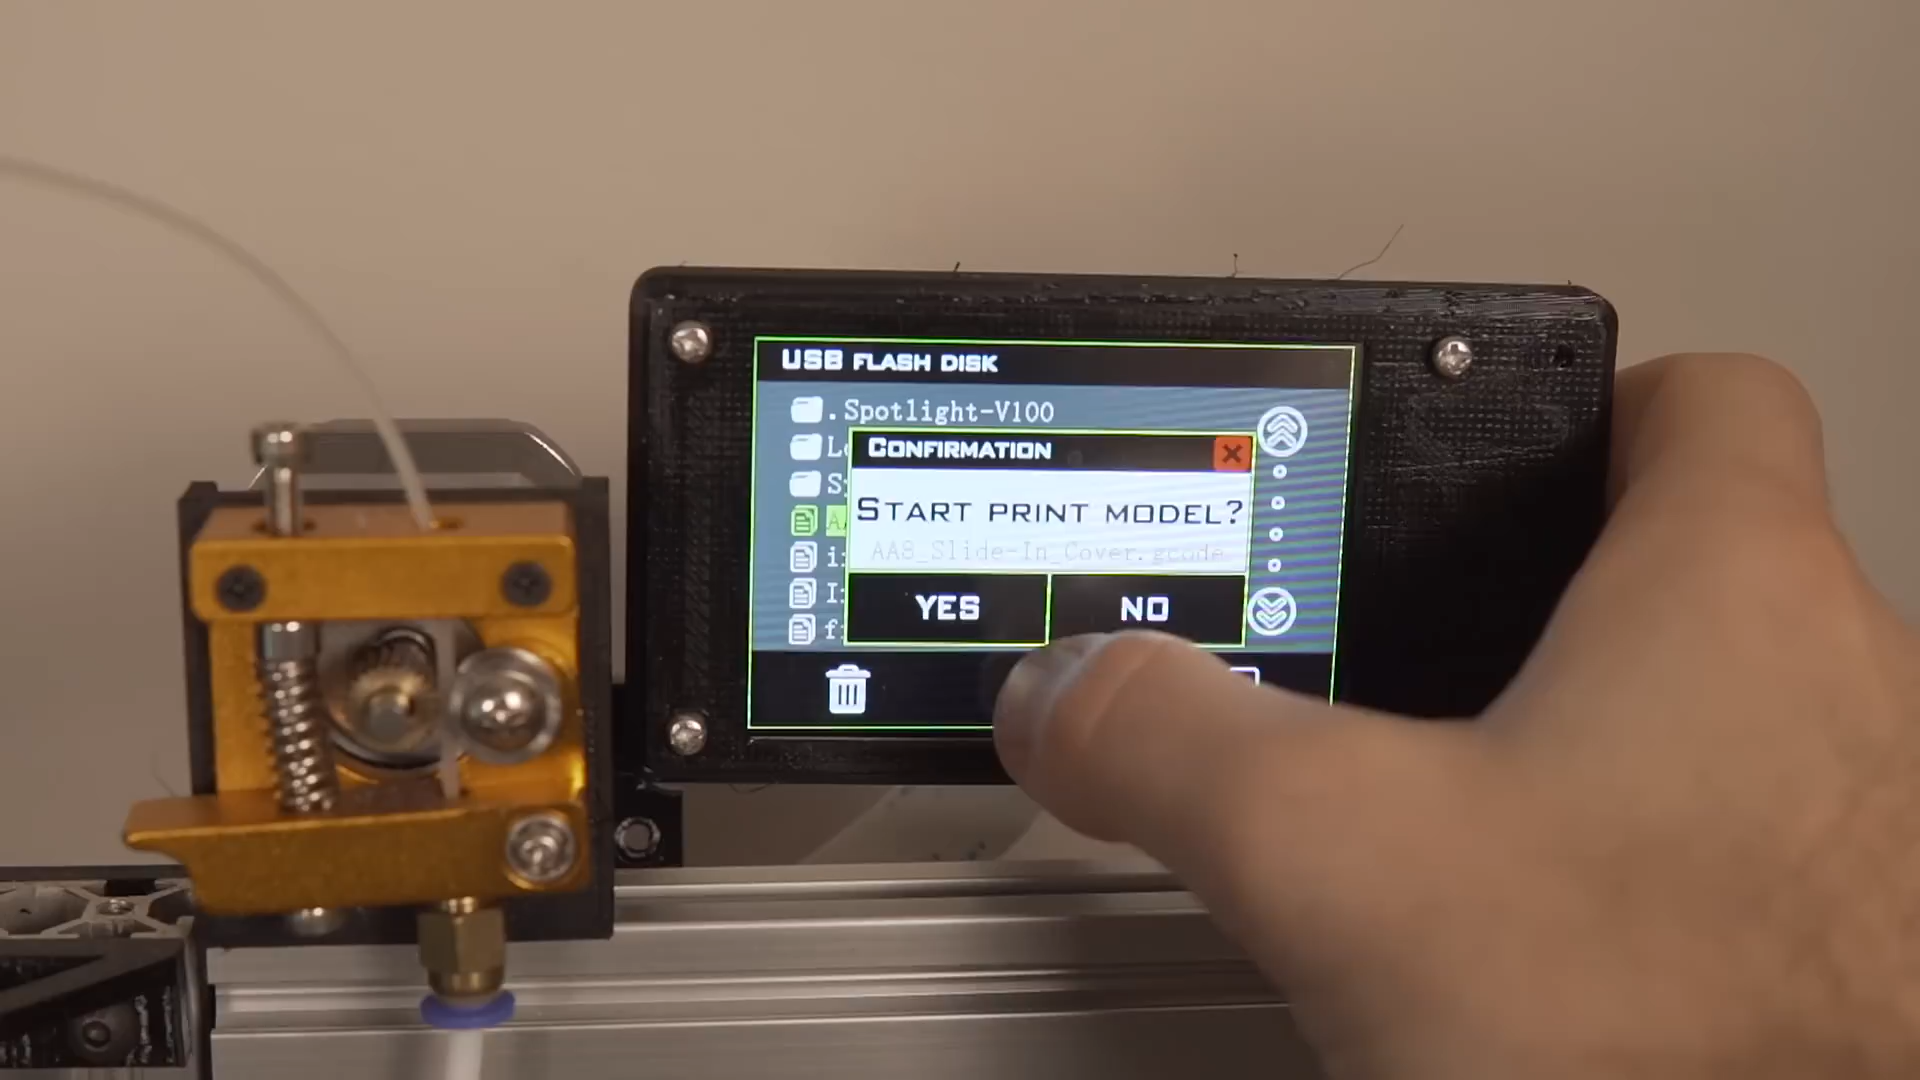 USB FLASH DISK
.Spotlight-V100
CONFIRMATION
START PRINT MODEL?
AA8_Slide-In_Cover.gcode
YES
NO